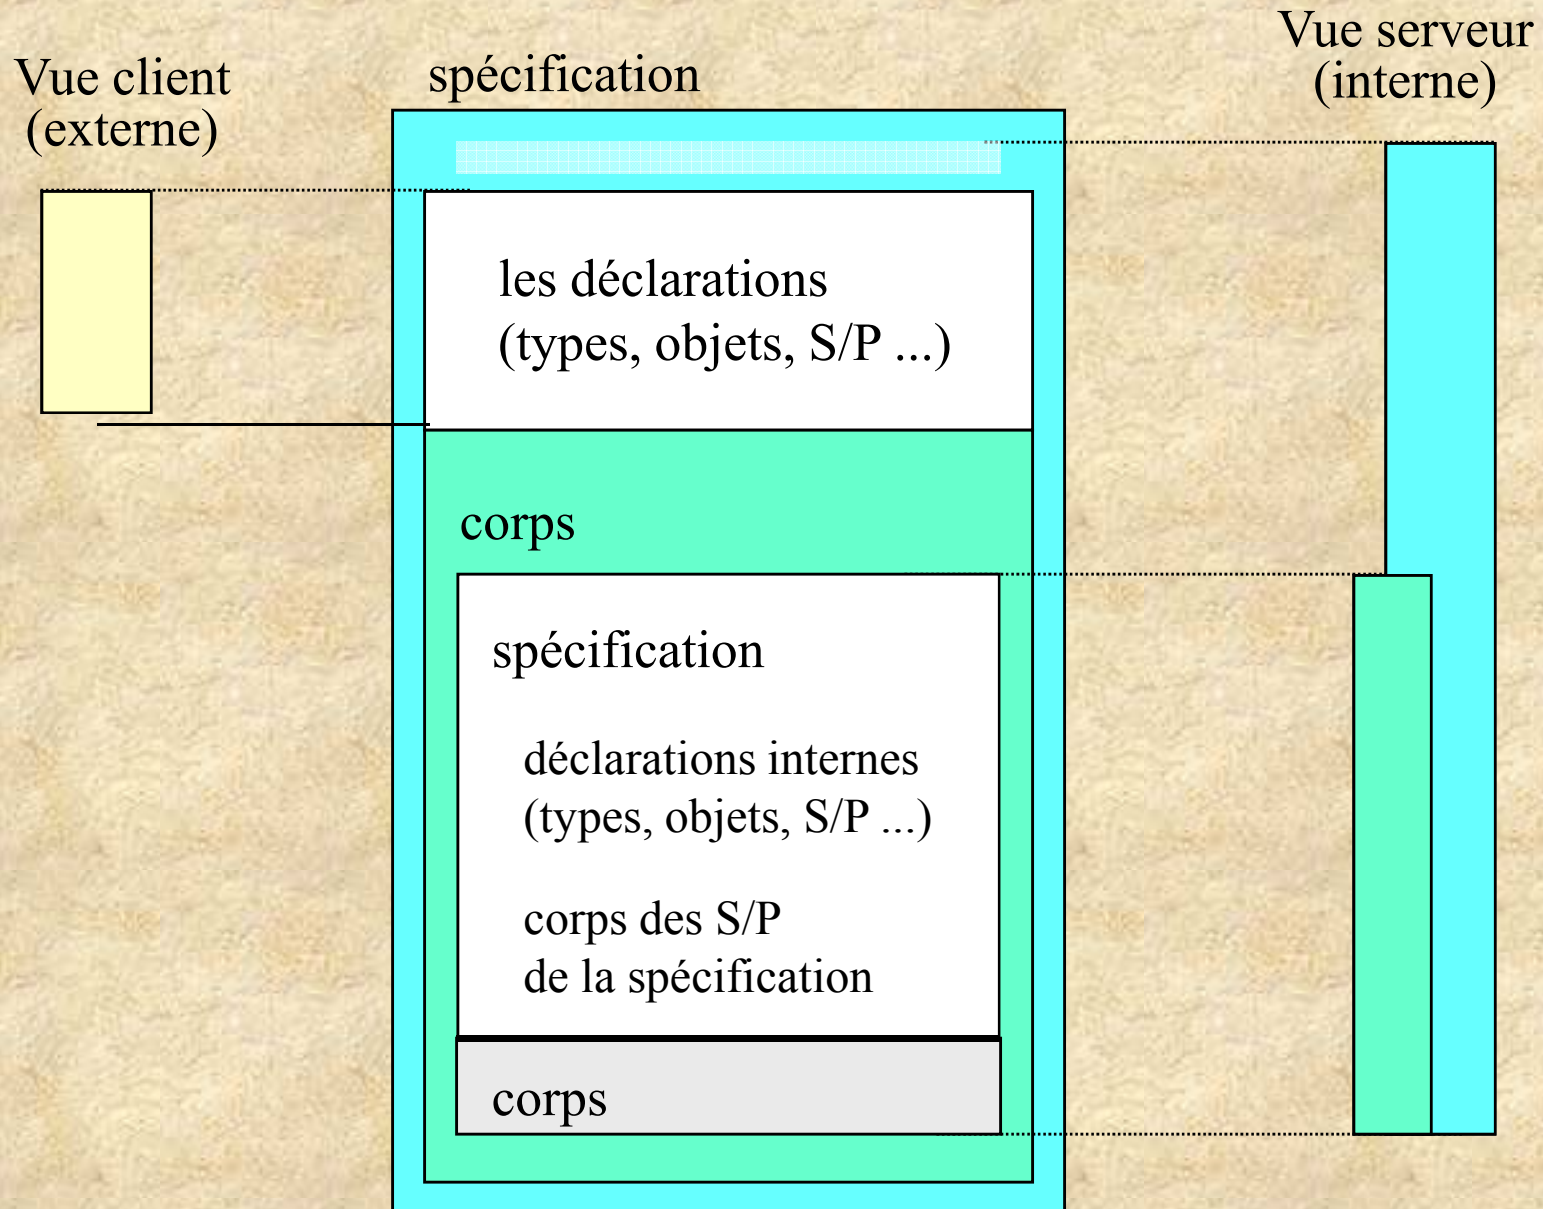 Vue client
(externe)
spécification
Vue serveur
(interne)
les déclarations
(types, objets, S/P ...)
corps
spécification
déclarations internes
(types, objets, S/P ...)
corps des S/P
de la spécification
corps